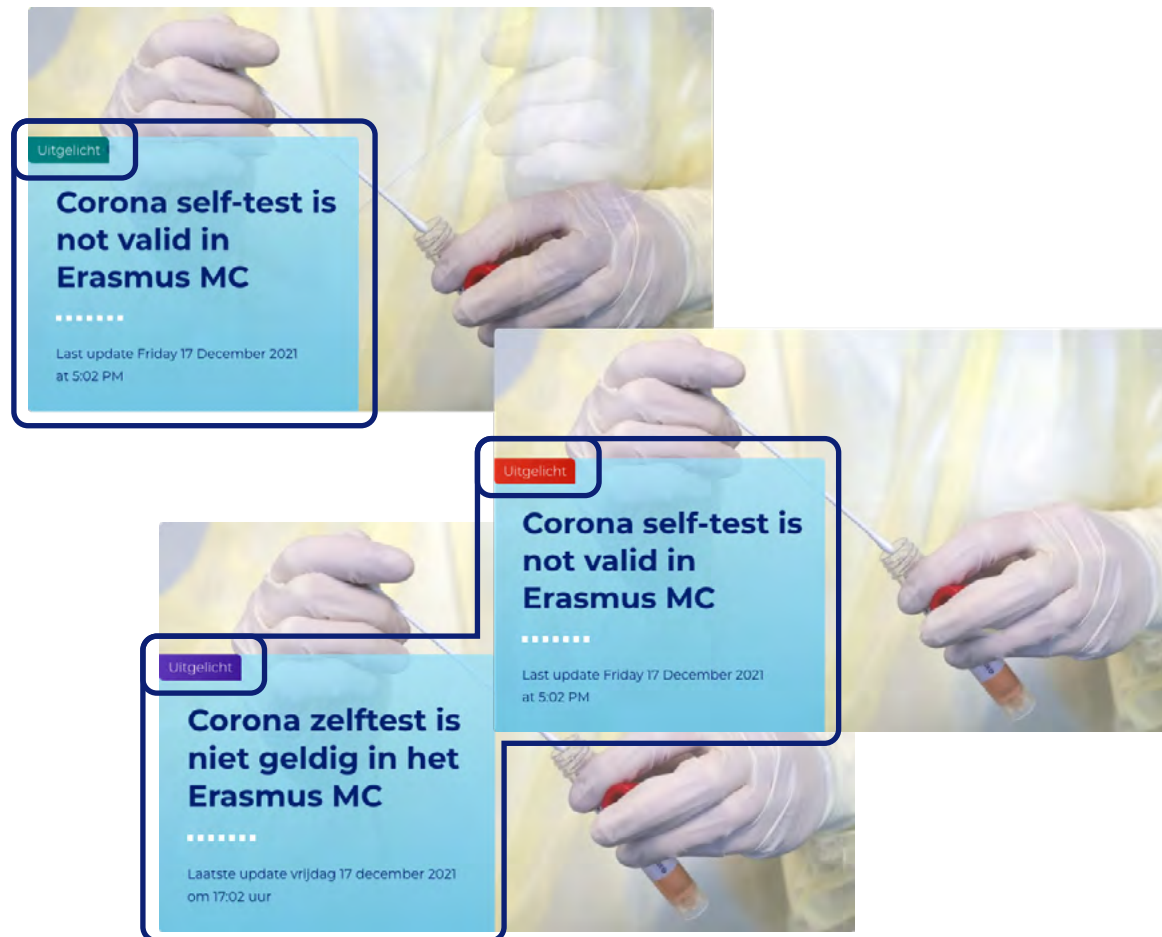 Uitgelicht
Corona self-test is
not valid in
Erasmus MC
Last update Friday 17 December 2021
at 5:02 PM
Uitgelicht
Corona self-test is
not valid in
Erasmus MC
Last update Friday 17 December 2021
at 5:02 PM
Uitgelicht
Corona zelftest is
niet geldig in het
Erasmus MC
Laatste update vrijdag 17 december 2021
om 17:02 uur